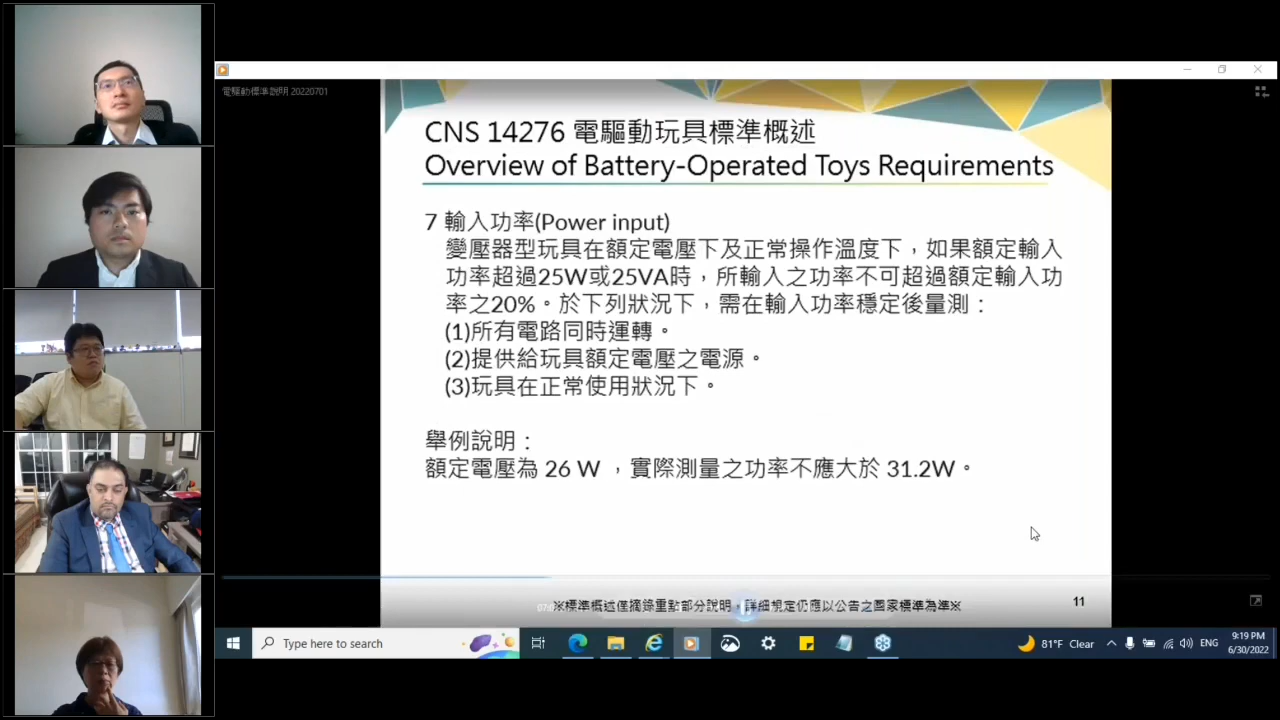 電驅動標準說明 20220701
CNS 14276 電驅動玩具標準概述
Overview of Battery-Operated Toys Requirements
7 輸入功率(Power input)
變壓器型玩具在額定電壓下及正常操作溫度下，如果額定輸入
功率超過25W或25VA時，所輸入之功率不可超過額定輸入功
率之20%。於下列狀況下，需在輸入功率穩定後量測：
(1)所有電路同時運轉。
(2)提供給玩具額定電壓之電源。
(3)玩具在正常使用狀況下。
舉例說明：
額定電壓為 26 W ，實際測量之功率不應大於 31.2W。
※標準概述僅摘錄重點部分說明，詳細規定仍應以公告之國家標準為準※
11
Type here to search
81°F Clear
ENG
9:19 PM
6/30/2022